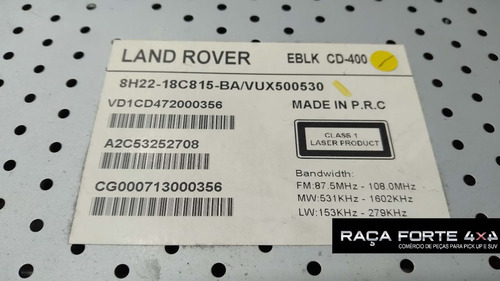 LAND ROVER EBLK CD-400
8H22-18C815-BA/VUX500530
VD1CD472000356
MADE IN P.R.C
A2C53252708
CLASS 1
LASER PRODUCT
CG000713000356
Bandwidth:
FM:87.5MHz - 108.0MHz
MW:531KHz - 1602KHz
LW:153KHz - 279KHz
RAÇA FORTE 4x4
COMÉRCIO DE PEÇAS PARA PICK UP E SUV